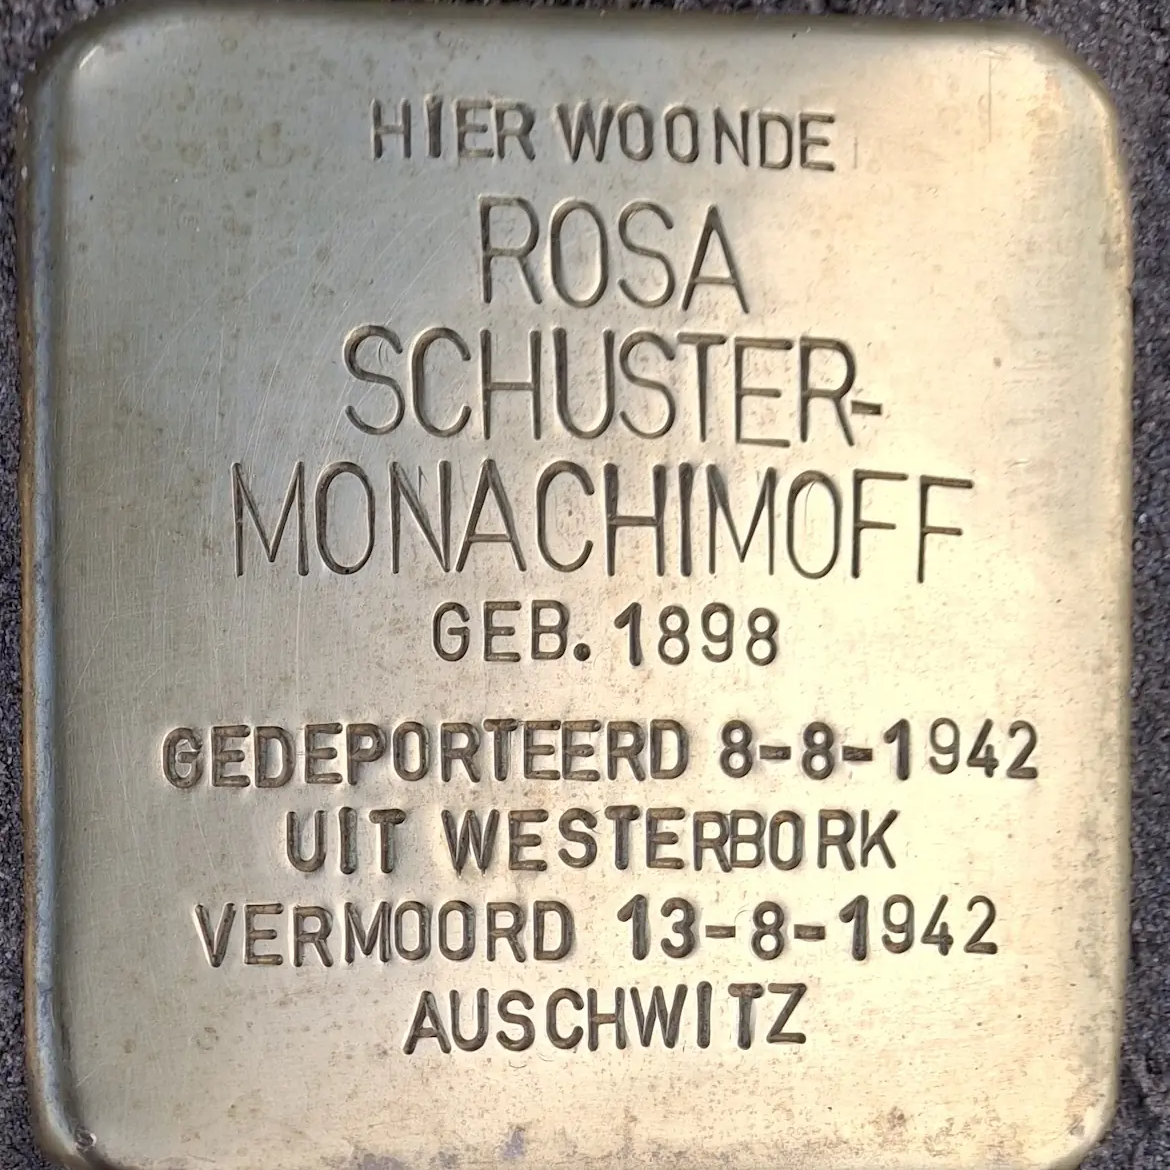 HIER WOONDE
ROSA
SCHUSTER-
MONACHIMOFF
GEB. 1898
GEDEPORTEERD 8-8-1942
UIT WESTERBORK
VERMOORD 13-8-1942
AUSCHWITZ